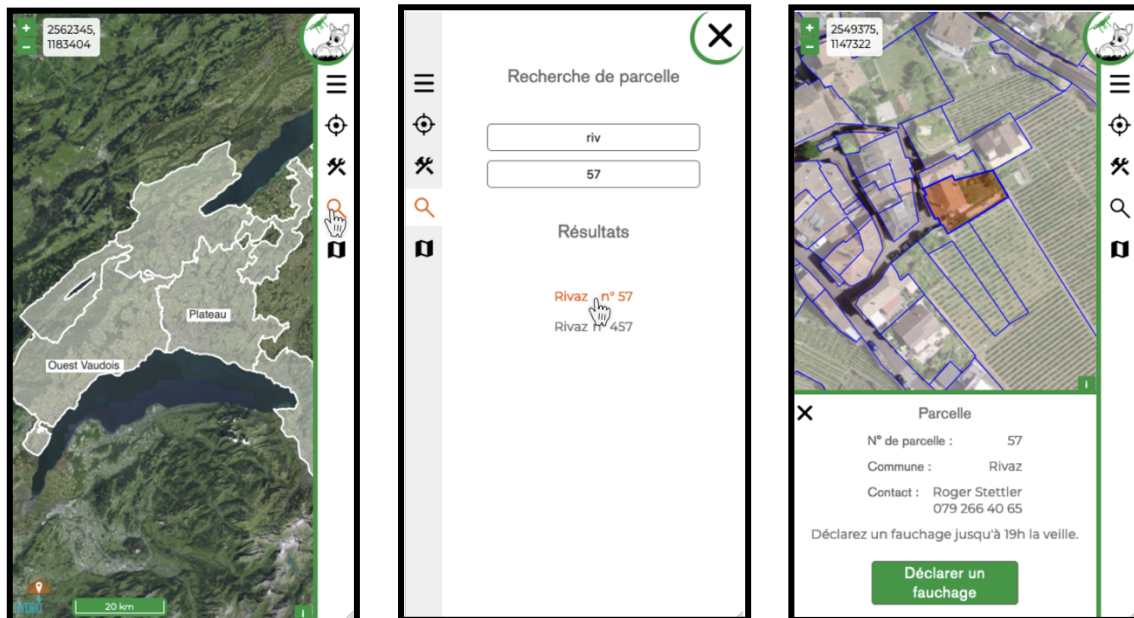 +
−
2562345,
1183404
Plateau
Ouest Vaudois
HYDRO
20 km
i
Recherche de parcelle
riv
57
Résultats
Rivaz n° 57
Rivaz n° 457
+
−
2549375,
1147322
i
Parcelle
N° de parcelle : 57
Commune : Rivaz
Contact : Roger Stettler
079 266 40 65
Déclarez un fauchage jusqu'à 19h la veille.
Déclarer un
fauchage